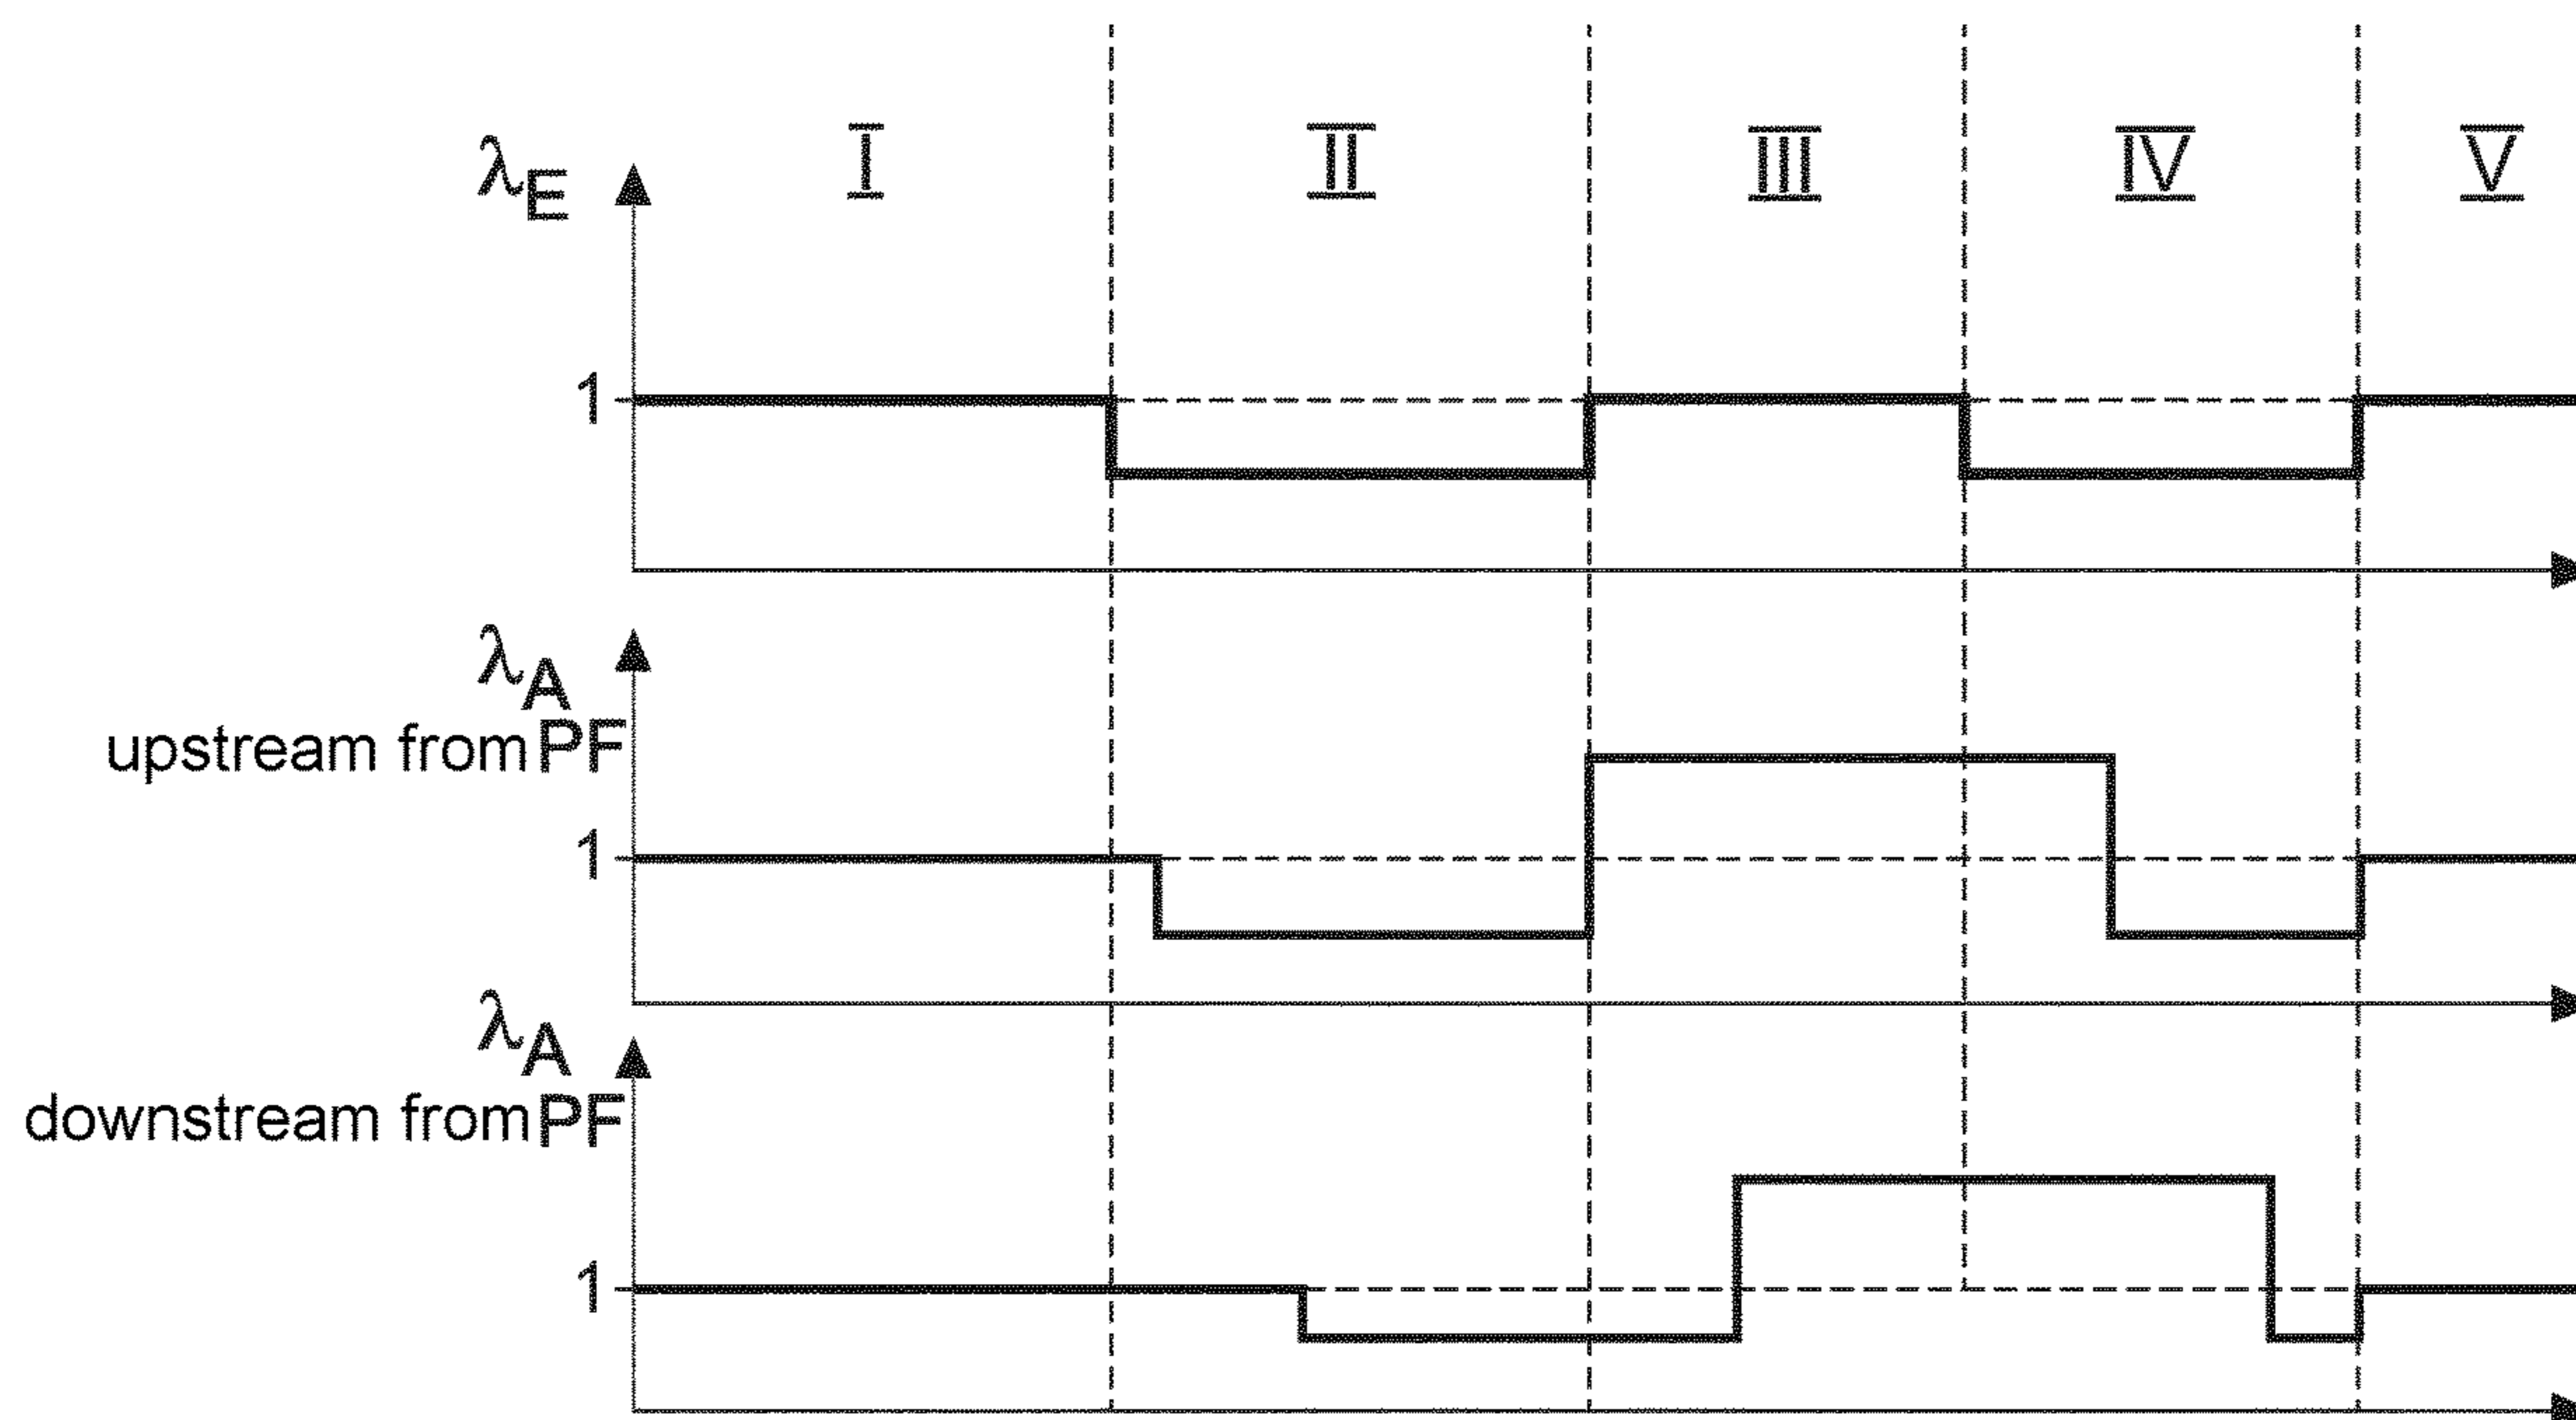 I II III IV V
λE
1
λA
upstream from PF
1
λA
downstream from PF
1